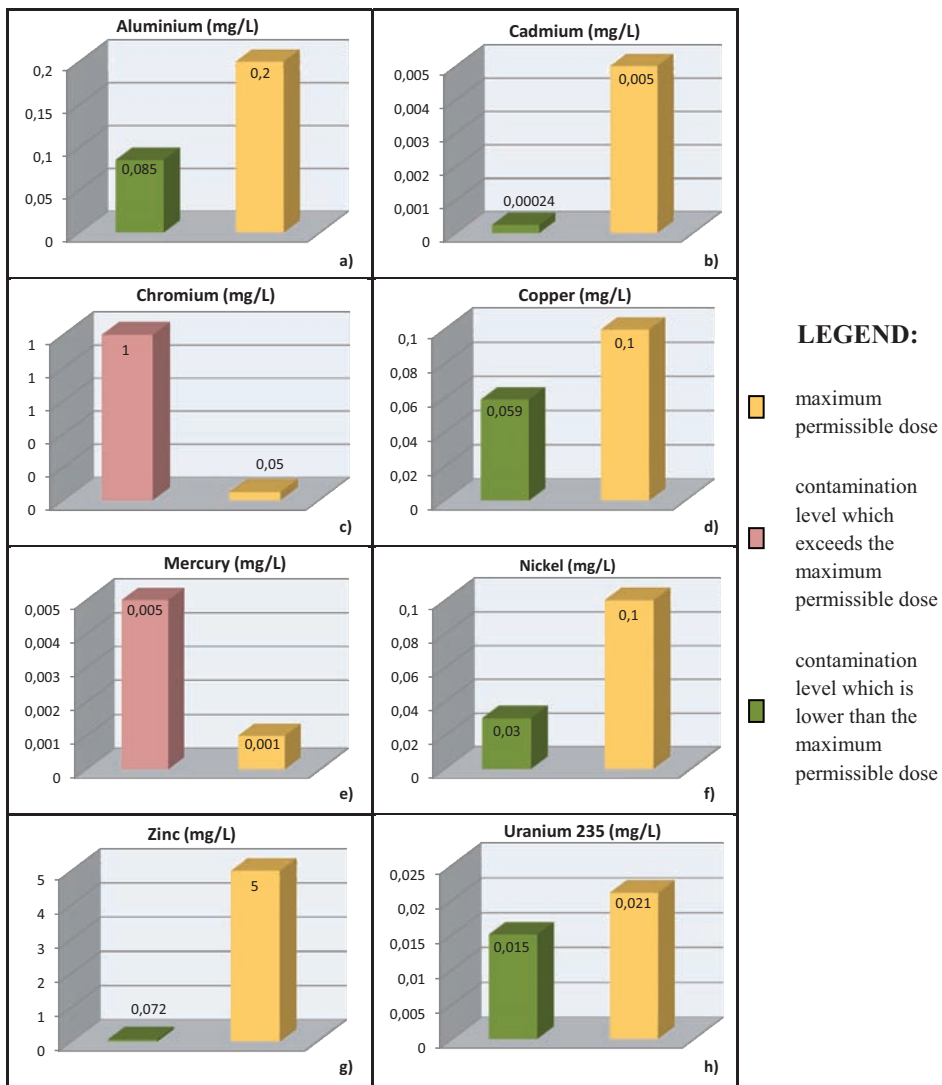 Aluminium (mg/L)
0,2
0,15
0,1
0,05
0
0,085
0,2
a)
Cadmium (mg/L)
0,005
0,004
0,003
0,002
0,001
0
0,00024
0,005
b)
Chromium (mg/L)
1
1
1
0
0
0
1
0,05
c)
Copper (mg/L)
0,1
0,08
0,06
0,04
0,02
0
0,059
0,1
d)
Mercury (mg/L)
0,005
0,004
0,003
0,002
0,001
0
0,005
0,001
e)
Nickel (mg/L)
0,1
0,08
0,06
0,04
0,02
0
0,03
0,1
f)
Zinc (mg/L)
5
4
3
2
1
0
0,072
5
g)
Uranium 235 (mg/L)
0,025
0,02
0,015
0,01
0,005
0
0,015
0,021
h)
LEGEND:
maximum
permissible dose
contamination
level which
exceeds the
maximum
permissible dose
contamination
level which is
lower than the
maximum
permissible dose